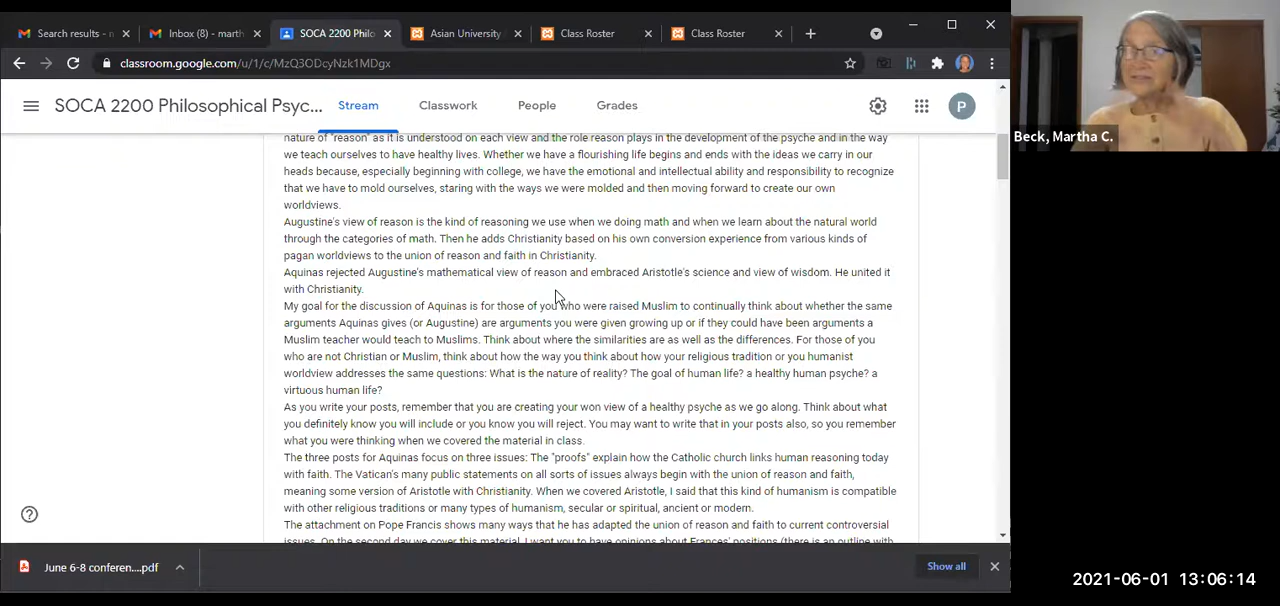 Search results - n
Inbox (8) - marth
SOCA 2200 Philo
Asian University
Class Roster
Class Roster
classroom.google.com/u/1/c/MzQ3ODcyNzk1MDgx
SOCA 2200 Philosophical Psyc...
Stream
Classwork
People
Grades
P
Beck, Martha C.
nature of "reason" as it is understood on each view and the role reason plays in the development of the psyche and in the way
we teach ourselves to have healthy lives. Whether we have a flourishing life begins and ends with the ideas we carry in our
heads because, especially beginning with college, we have the emotional and intellectual ability and responsibility to recognize
that we have to mold ourselves, staring with the ways we were molded and then moving forward to create our own
worldviews.
Augustine's view of reason is the kind of reasoning we use when we doing math and when we learn about the natural world
through the categories of math. Then he adds Christianity based on his own conversion experience from various kinds of
pagan worldviews to the union of reason and faith in Christianity.
Aquinas rejected Augustine's mathematical view of reason and embraced Aristotle's science and view of wisdom. He united it
with Christianity.
My goal for the discussion of Aquinas is for those of you who were raised Muslim to continually think about whether the same
arguments Aquinas gives (or Augustine) are arguments you were given growing up or if they could have been arguments a
Muslim teacher would teach to Muslims. Think about where the similarities are as well as the differences. For those of you
who are not Christian or Muslim, think about how the way you think about how your religious tradition or you humanist
worldview addresses the same questions: What is the nature of reality? The goal of human life? a healthy human psyche? a
virtuous human life?
As you write your posts, remember that you are creating your won view of a healthy psyche as we go along. Think about what
you definitely know you will include or you know you will reject. You may want to write that in your posts also, so you remember
what you were thinking when we covered the material in class.
The three posts for Aquinas focus on three issues: The "proofs" explain how the Catholic church links human reasoning today
with faith. The Vatican's many public statements on all sorts of issues always begin with the union of reason and faith,
meaning some version of Aristotle with Christianity. When we covered Aristotle, I said that this kind of humanism is compatible
with other religious traditions or many types of humanism, secular or spiritual, ancient or modern.
The attachment on Pope Francis shows many ways that he has adapted the union of reason and faith to current controversial
issues. On the second day we cover this material, I want you to have opinions about Frances' positions (there is an outline with
June 6-8 conferen....pdf
Show all
2021-06-01 13:06:14